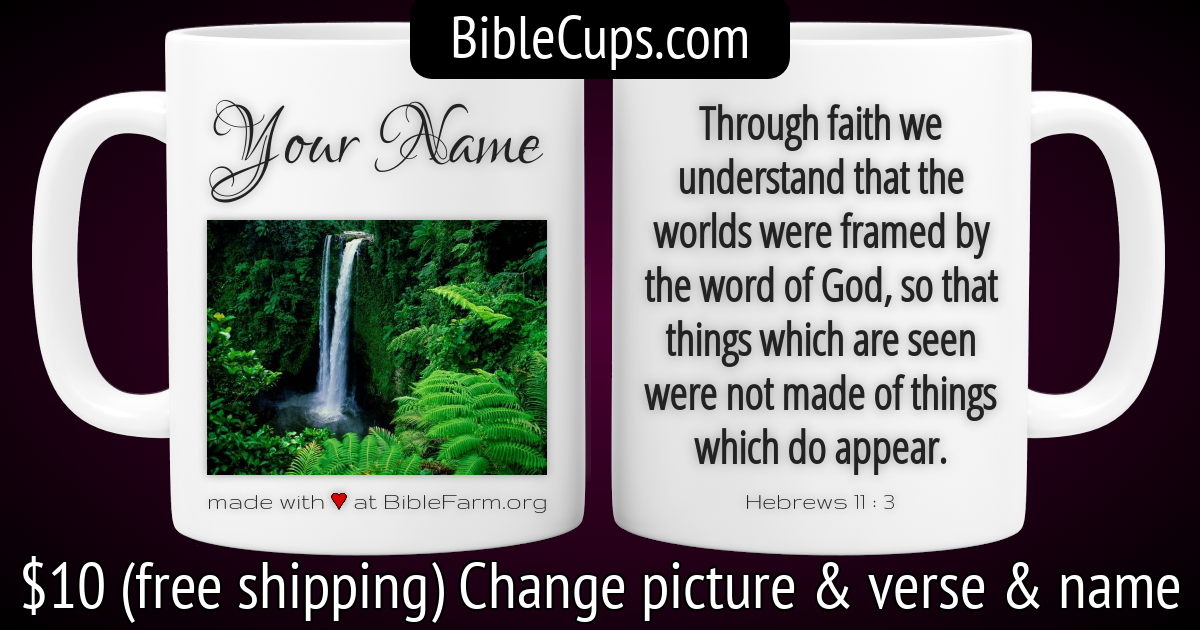 BibleCups.com
Your Name
made with ♥ at BibleFarm.org
Through faith we
understand that the
worlds were framed by
the word of God, so that
things which are seen
were not made of things
which do appear.
Hebrews 11 : 3
$10 (free shipping) Change picture & verse & name